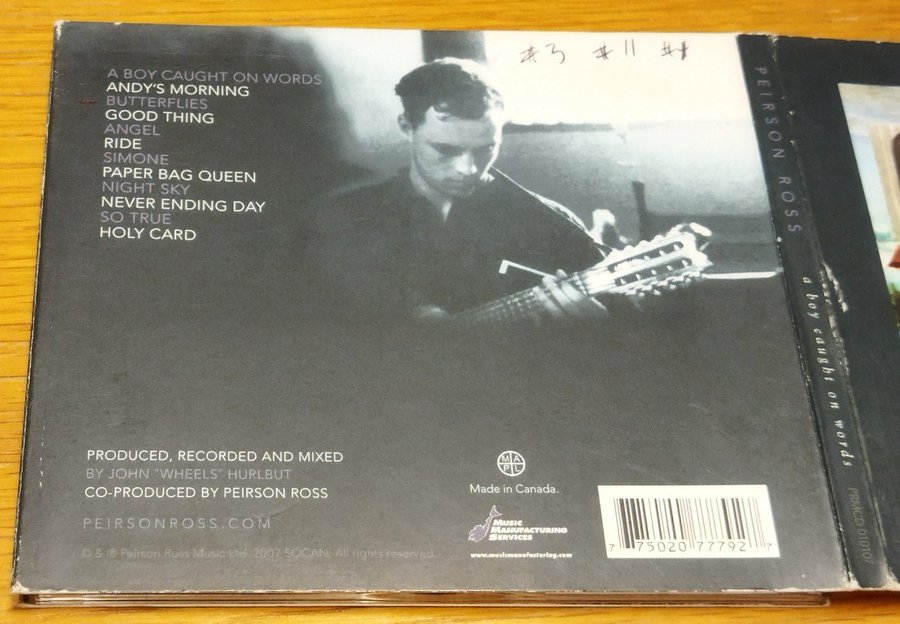 #3 #11 #1
A BOY CAUGHT ON WORDS
ANDY'S MORNING
BUTTERFLIES
GOOD THING
ANGEL
RIDE
SIMONE
PAPER BAG QUEEN
NIGHT SKY
NEVER ENDING DAY
SO TRUE
HOLY CARD
PRODUCED, RECORDED AND MIXED
BY JOHN "WHEELS" HURLBUT
CO-PRODUCED BY PEIRSON ROSS
PEIRSONROSS.COM
© & ℗ Peirson Ross Music Ltd. 2007 SOCAN. All rights reserved.
MAPL
Made in Canada.
MUSIC
MANUFACTURING
SERVICES
www.musicmanufacturing.com
7 75020 77792 7
PEIRSON ROSS a boy caught on words